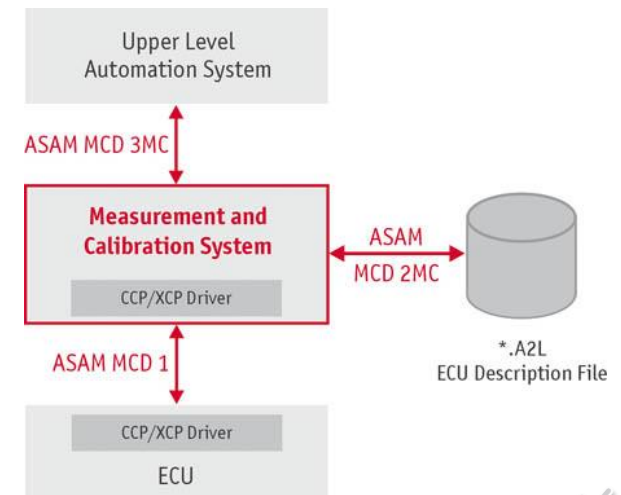 Upper Level
Automation System
ASAM MCD 3MC
Measurement and
Calibration System
CCP/XCP Driver
ASAM
MCD 2MC
*.A2L
ECU Description File
ASAM MCD 1
CCP/XCP Driver
ECU